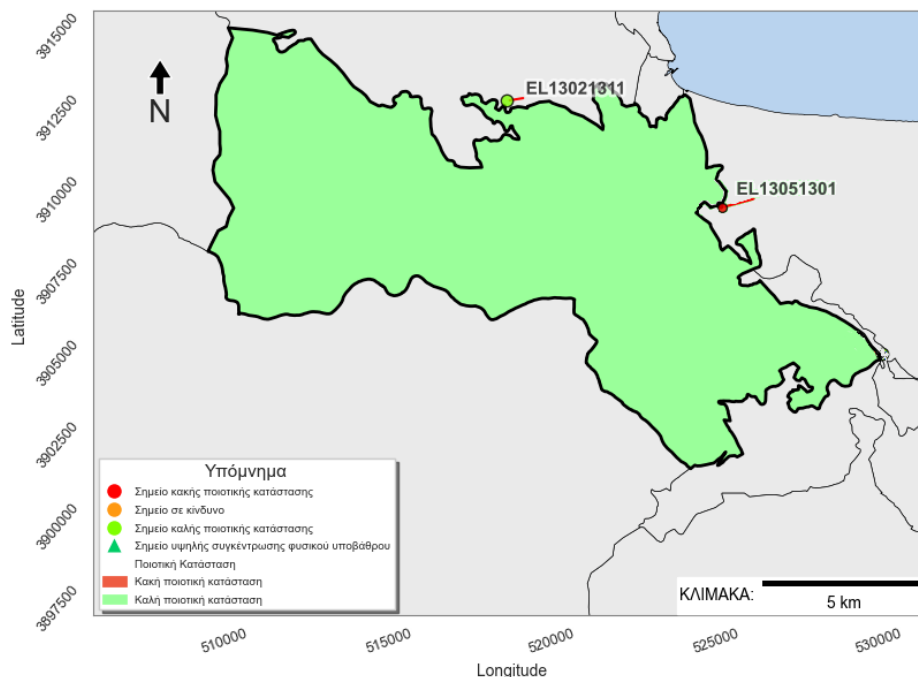 3915000
3912500
3910000
3907500
3905000
3902500
3900000
3897500
Latitude
N
EL13021311
EL13051301
Υπόμνημα
Σημείο κακής ποιοτικής κατάστασης
Σημείο σε κίνδυνο
Σημείο καλής ποιοτικής κατάστασης
Σημείο υψηλής συγκέντρωσης φυσικού υποβάθρου
Ποιοτική Κατάσταση
Κακή ποιοτική κατάσταση
Καλή ποιοτική κατάσταση
ΚΛΙΜΑΚΑ:
5 km
510000
515000
520000
525000
530000
Longitude